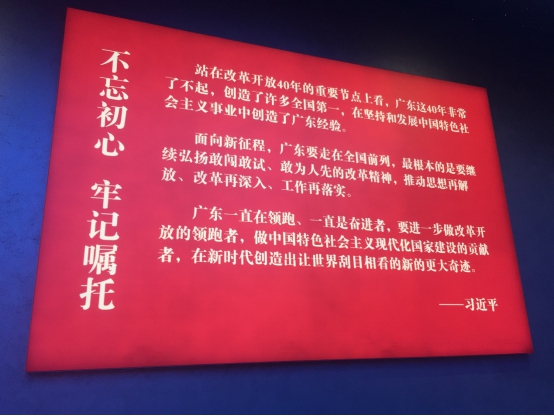 不忘初心 牢记嘱托
站在改革开放40年的重要节点上看，广东这40年非常
了不起，创造了许多全国第一，在坚持和发展中国特色社
会主义事业中创造了广东经验。
面向新征程，广东要走在全国前列，最根本的是要继
续弘扬敢闯敢试、敢为人先的改革精神，推动思想再解
放、改革再深入、工作再落实。
广东一直在领跑、一直是奋进者，要进一步做改革开
放的领跑者，做中国特色社会主义现代化国家建设的贡献
者，在新时代创造出让世界刮目相看的新的更大奇迹。
——习近平